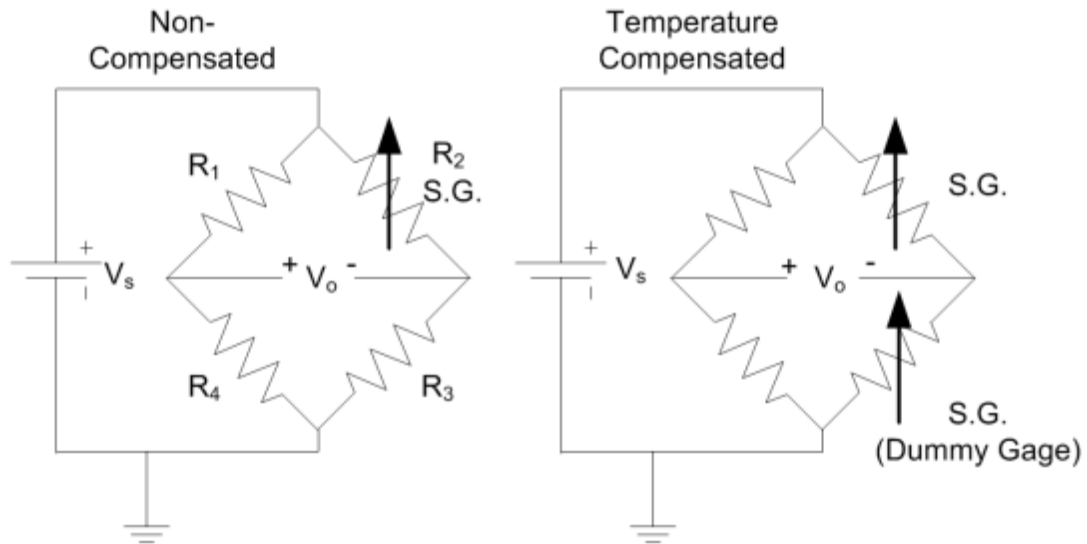 Non-
Compensated
R1
R2
S.G.
+
Vs
+ Vo -
R4
R3
Temperature
Compensated
S.G.
+
Vs
+ Vo -
S.G.
(Dummy Gage)